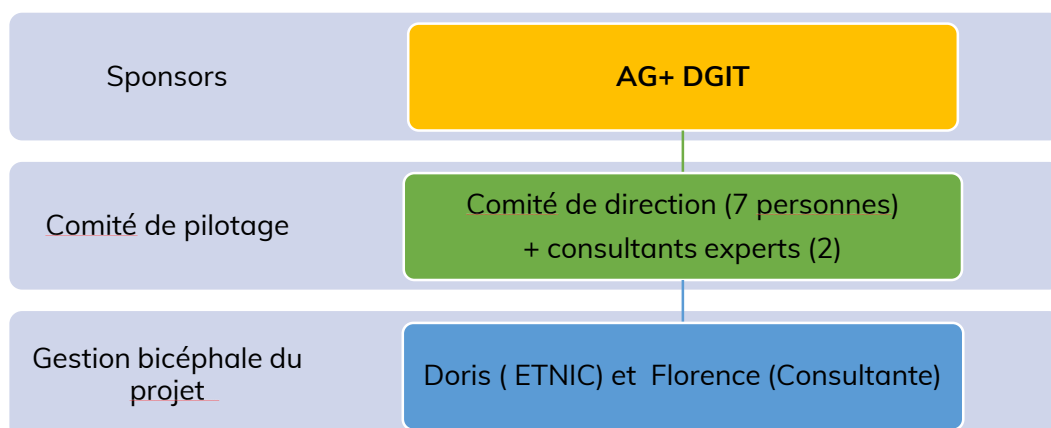 Sponsors
AG+ DGIT
Comité de pilotage
Comité de direction (7 personnes)
+ consultants experts (2)
Gestion bicéphale du
projet
Doris ( ETNIC) et  Florence (Consultante)